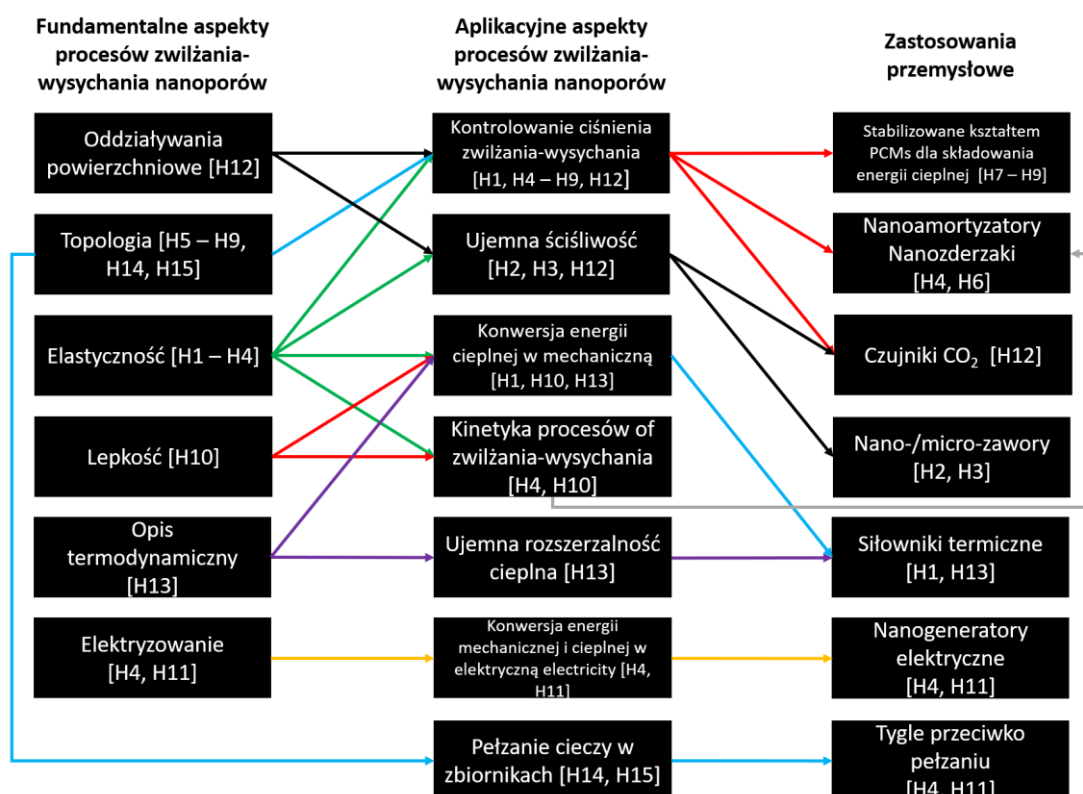 Fundamentalne aspekty
procesów zwilżania-
wysychania nanoporów
Oddziaływania
powierzchniowe [H12]
Topologia [H5 – H9,
H14, H15]
Elastyczność [H1 – H4]
Lepkość [H10]
Opis
termodynamiczny
[H13]
Elektryzowanie
[H4, H11]
Aplikacyjne aspekty
procesów zwilżania-
wysychania nanoporów
Kontrolowanie ciśnienia
zwilżania-wysychania
[H1, H4 – H9, H12]
Ujemna ściśliwość
[H2, H3, H12]
Konwersja energii
cieplnej w mechaniczną
[H1, H10, H13]
Kinetyka procesów of
zwilżania-wysychania
[H4, H10]
Ujemna rozszerzalność
cieplna [H13]
Konwersja energii
mechanicznej i cieplnej w
elektryczną electricity [H4,
H11]
Pełzanie cieczy w
zbiornikach [H14, H15]
Zastosowania
przemysłowe
Stabilizowane kształtem
PCMs dla składowania
energii cieplnej [H7 – H9]
Nanoamortyzatory
Nanozderzaki
[H4, H6]
Czujniki CO₂ [H12]
Nano-/micro-zawory
[H2, H3]
Siłowniki termiczne
[H1, H13]
Nanogeneratory
elektryczne
[H4, H11]
Tygle przeciwko
pełzaniu
[H4, H11]